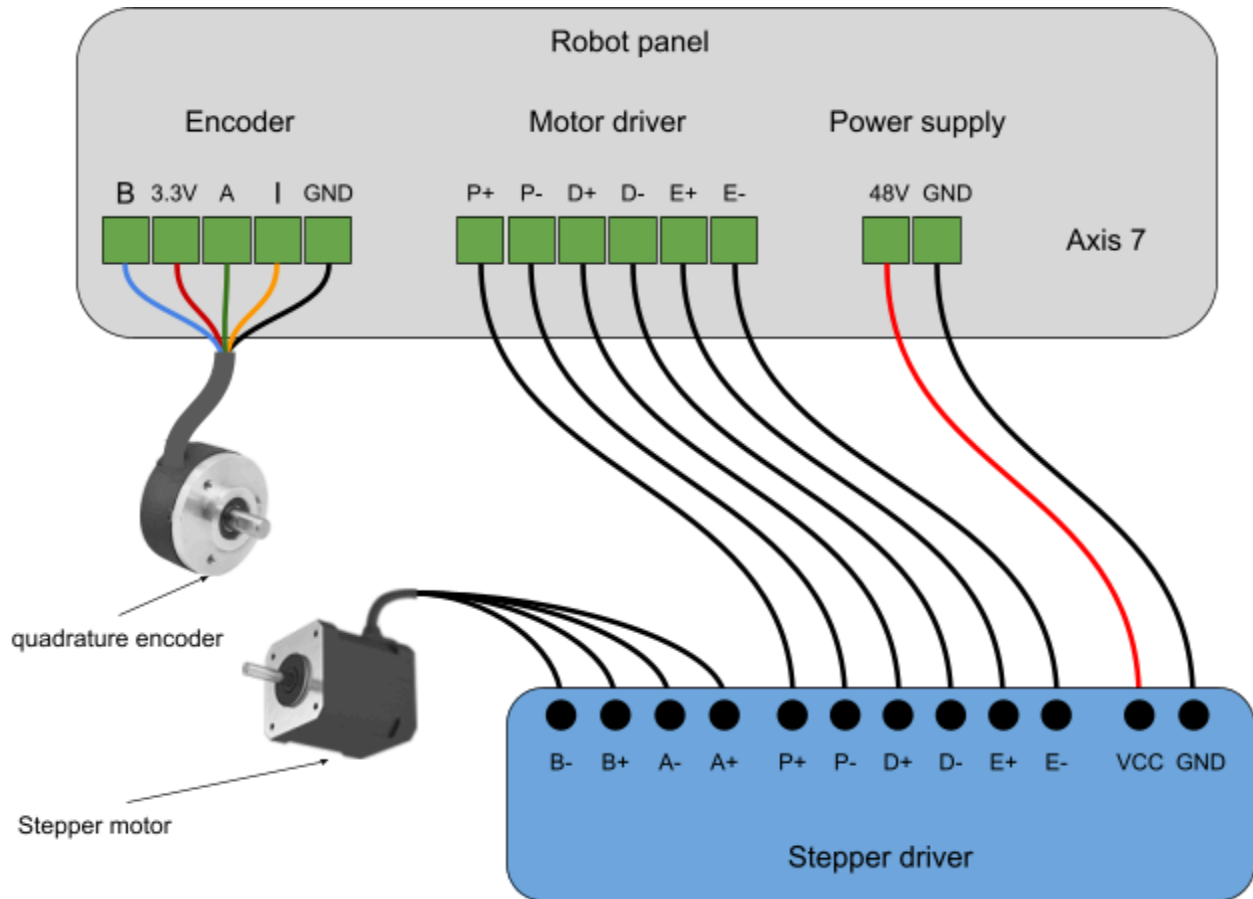 Robot panel
Encoder Motor driver Power supply
B 3.3V A I GND P+ P- D+ D- E+ E- 48V GND
Axis 7
quadrature encoder
Stepper motor
B- B+ A- A+ P+ P- D+ D- E+ E- VCC GND
Stepper driver